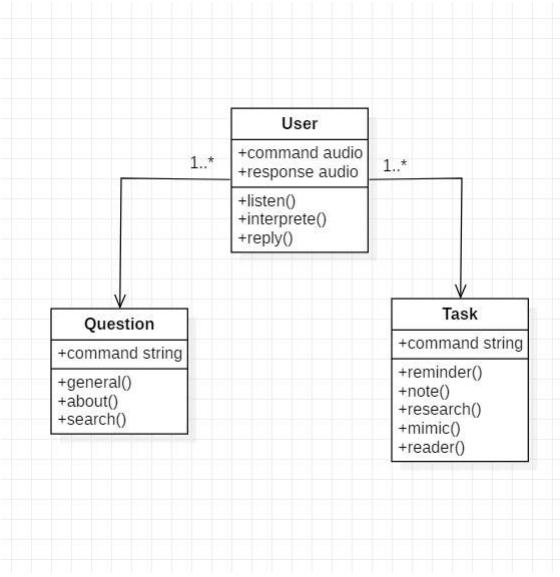 User
+command audio
+response audio
+listen()
+interprete()
+reply()
1..*
1..*
Question
+command string
+general()
+about()
+search()
Task
+command string
+reminder()
+note()
+research()
+mimic()
+reader()